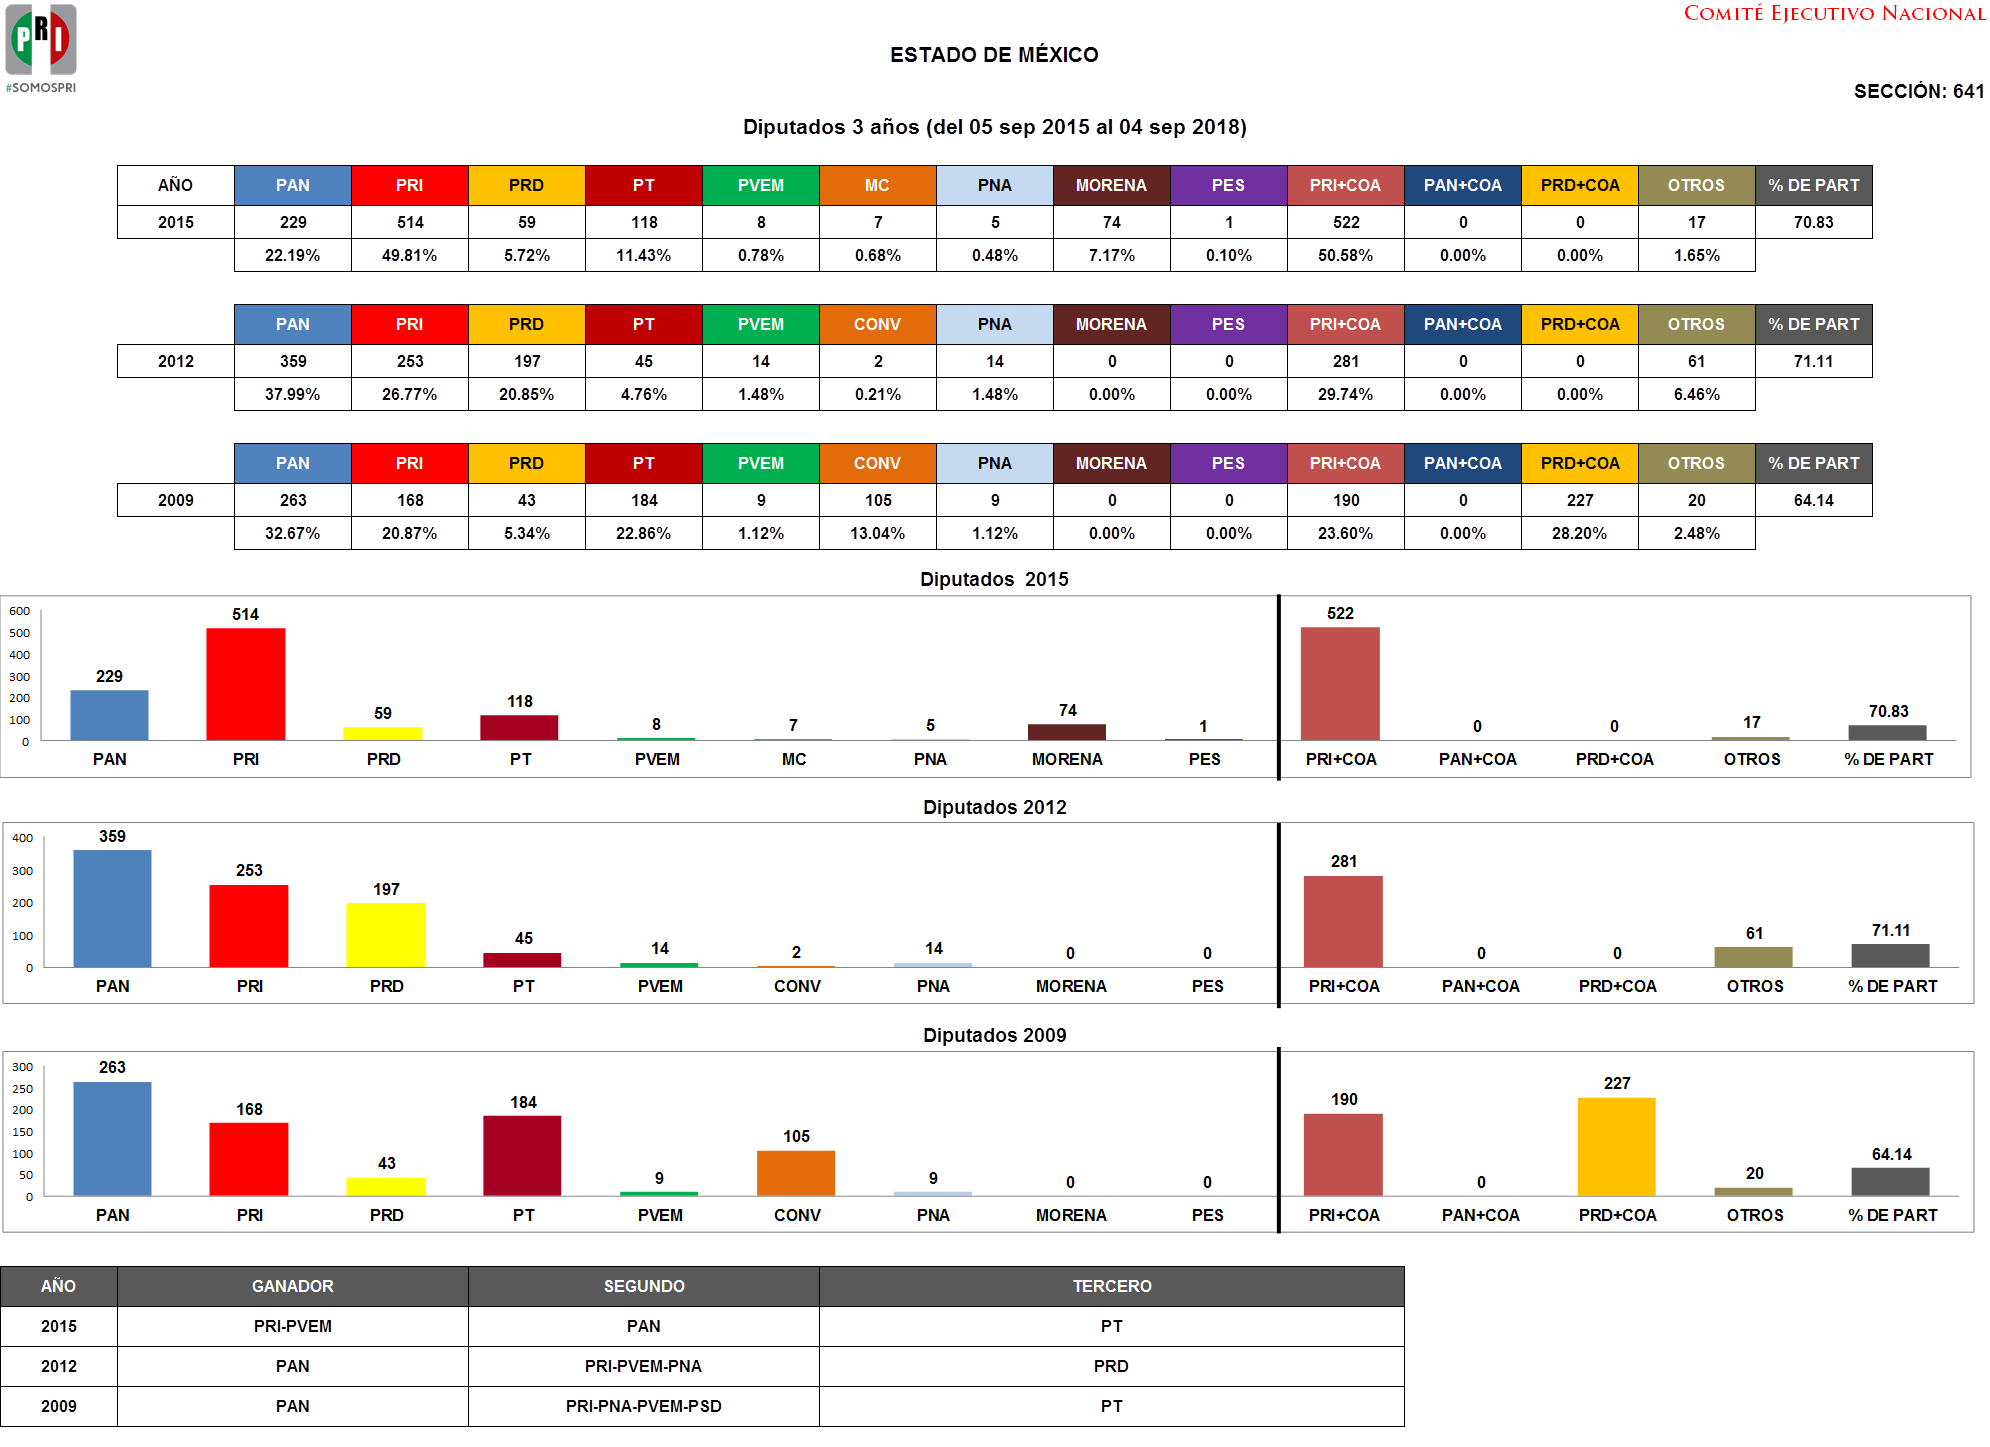 PRI
#SOMOSPRI
COMITÉ EJECUTIVO NACIONAL
ESTADO DE MÉXICO
SECCIÓN: 641
Diputados 3 años (del 05 sep 2015 al 04 sep 2018)
AÑO PAN PRI PRD PT PVEM MC PNA MORENA PES PRI+COA PAN+COA PRD+COA OTROS % DE PART
2015 229 514 59 118 8 7 5 74 1 522 0 0 17 70.83
22.19% 49.81% 5.72% 11.43% 0.78% 0.68% 0.48% 7.17% 0.10% 50.58% 0.00% 0.00% 1.65%
PAN PRI PRD PT PVEM CONV PNA MORENA PES PRI+COA PAN+COA PRD+COA OTROS % DE PART
2012 359 253 197 45 14 2 14 0 0 281 0 0 61 71.11
37.99% 26.77% 20.85% 4.76% 1.48% 0.21% 1.48% 0.00% 0.00% 29.74% 0.00% 0.00% 6.46%
PAN PRI PRD PT PVEM CONV PNA MORENA PES PRI+COA PAN+COA PRD+COA OTROS % DE PART
2009 263 168 43 184 9 105 9 0 0 190 0 227 20 64.14
32.67% 20.87% 5.34% 22.86% 1.12% 13.04% 1.12% 0.00% 0.00% 23.60% 0.00% 28.20% 2.48%
Diputados 2015
600
500
400
300
200
100
0
229 514 59 118 8 7 5 74 1 522 0 0 17 70.83
PAN PRI PRD PT PVEM MC PNA MORENA PES PRI+COA PAN+COA PRD+COA OTROS % DE PART
Diputados 2012
400
300
200
100
0
359 253 197 45 14 2 14 0 0 281 0 0 61 71.11
PAN PRI PRD PT PVEM CONV PNA MORENA PES PRI+COA PAN+COA PRD+COA OTROS % DE PART
Diputados 2009
300
250
200
150
100
50
0
263 168 43 184 9 105 9 0 0 190 0 227 20 64.14
PAN PRI PRD PT PVEM CONV PNA MORENA PES PRI+COA PAN+COA PRD+COA OTROS % DE PART
AÑO GANADOR SEGUNDO TERCERO
2015 PRI-PVEM PAN PT
2012 PAN PRI-PVEM-PNA PRD
2009 PAN PRI-PNA-PVEM-PSD PT